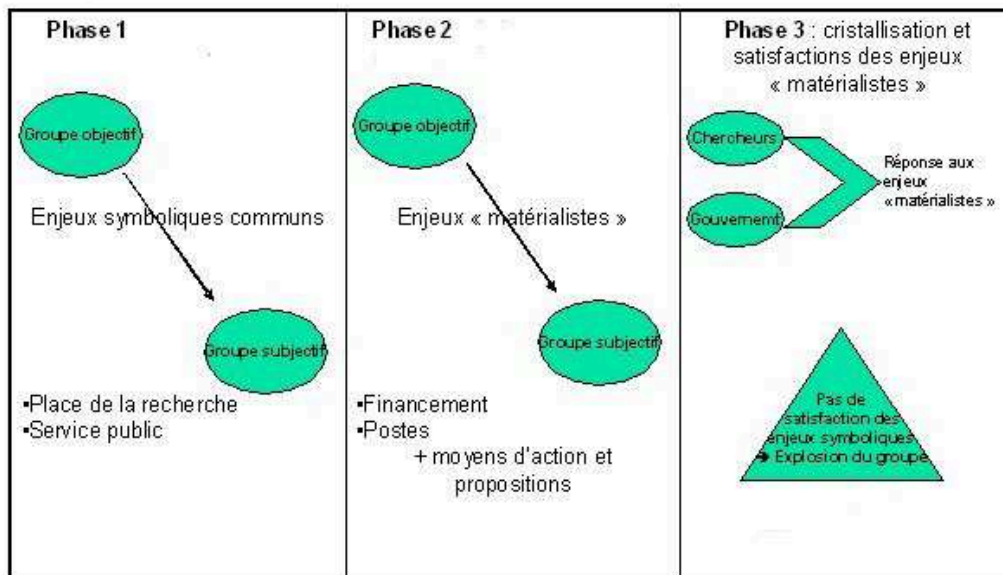 Phase 1
Groupe objectif
Enjeux symboliques communs
Groupe subjectif
•Place de la recherche
•Service public
Phase 2
Groupe objectif
Enjeux « matérialistes »
Groupe subjectif
•Financement
•Postes
+ moyens d'action et
propositions
Phase 3 : cristallisation et
satisfactions des enjeux
« matérialistes »
Chercheurs
Gouvernemt
Réponse aux
enjeux
«matérialistes »
Pas de
satisfaction des
enjeux symboliques
➔ Explosion du groupe